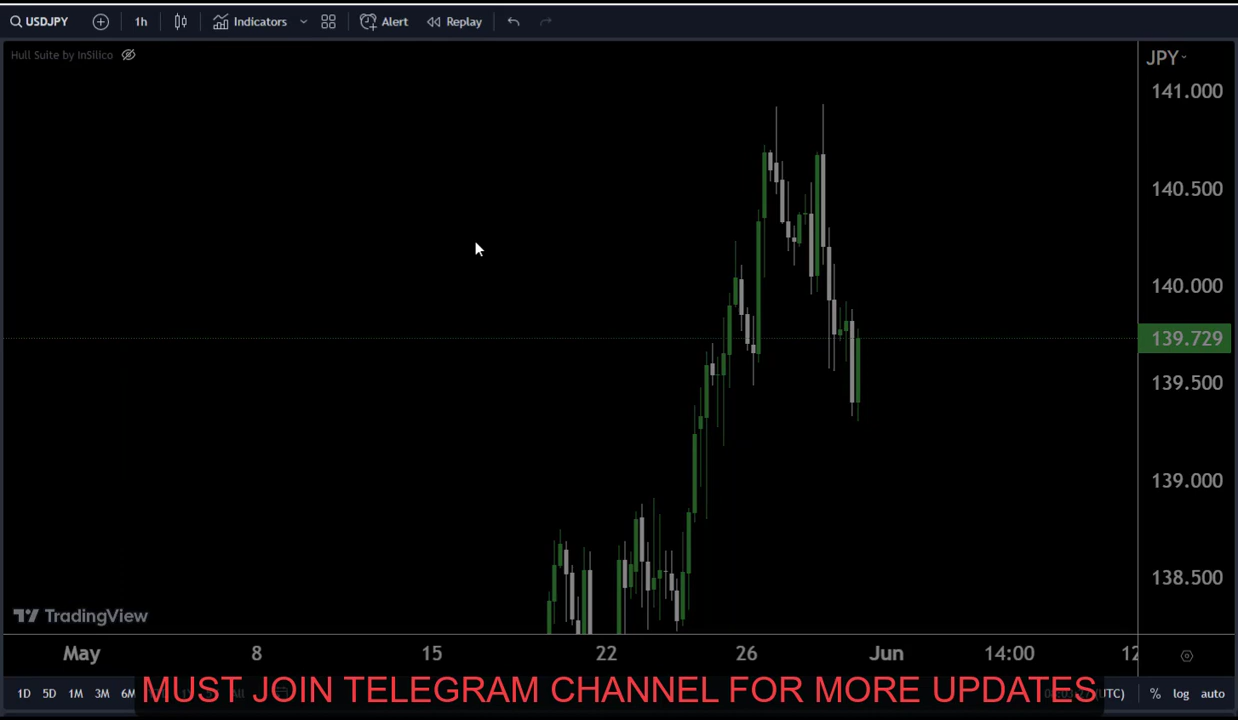 USDJPY 1h Indicators Alert Replay
Hull Suite by InSilico
JPY
141.000
140.500
140.000
139.729
139.500
139.000
138.500
TradingView
May 8 15 22 26 Jun 14:00 12
1D 5D 1M 3M 6M All UTC) % log auto
MUST JOIN TELEGRAM CHANNEL FOR MORE UPDATES